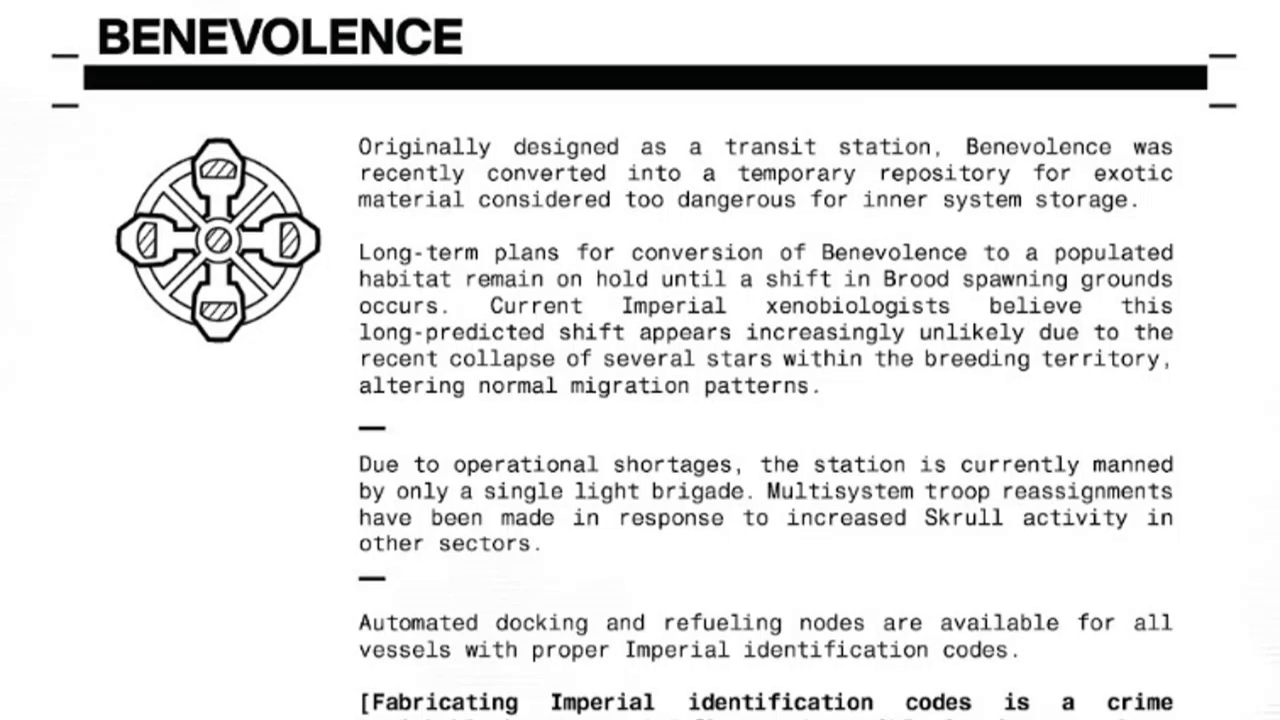 BENEVOLENCE
Originally designed as a transit station, Benevolence was
recently converted into a temporary repository for exotic
material considered too dangerous for inner system storage.
Long-term plans for conversion of Benevolence to a populated
habitat remain on hold until a shift in Brood spawning grounds
occurs. Current Imperial xenobiologists believe this
long-predicted shift appears increasingly unlikely due to the
recent collapse of several stars within the breeding territory,
altering normal migration patterns.
Due to operational shortages, the station is currently manned
by only a single light brigade. Multisystem troop reassignments
have been made in response to increased Skrull activity in
other sectors.
Automated docking and refueling nodes are available for all
vessels with proper Imperial identification codes.
[Fabricating Imperial identification codes is a crime